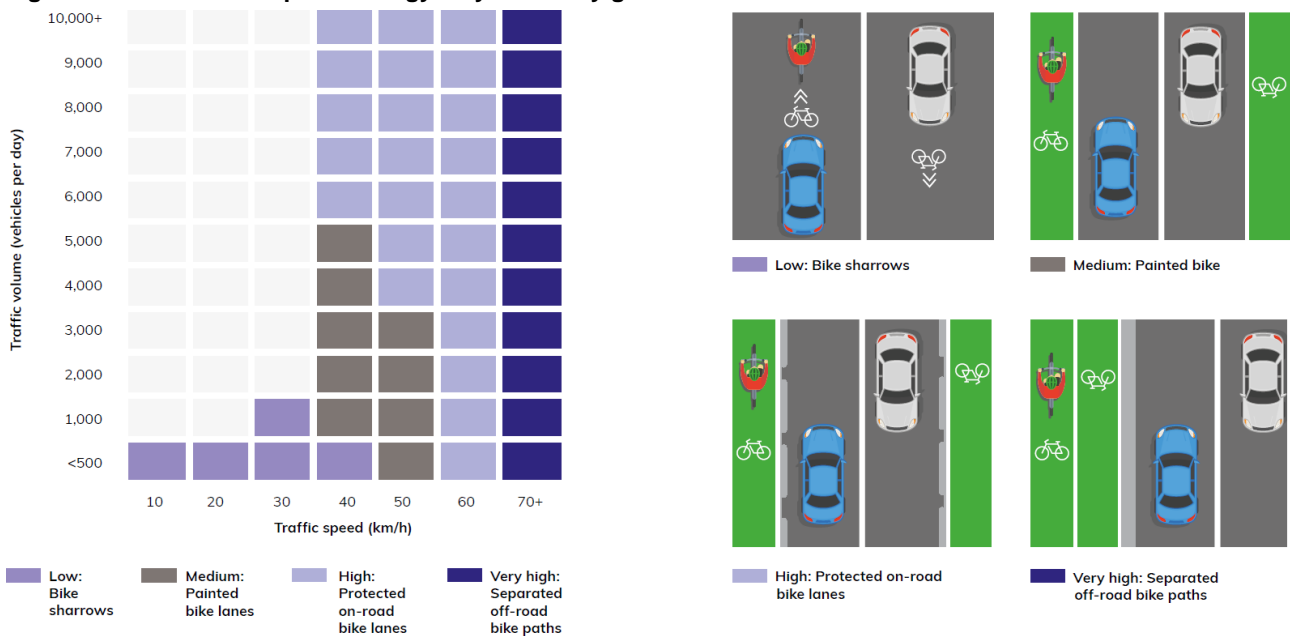 10,000+
9,000
8,000
7,000
6,000
5,000
4,000
3,000
2,000
1,000
<500
Traffic volume (vehicles per day)
10 20 30 40 50 60 70+
Traffic speed (km/h)
Low:
Bike
sharrows
Medium:
Painted
bike lanes
High:
Protected
on-road
bike lanes
Very high:
Separated
off-road
bike paths
Low: Bike sharrows
Medium: Painted bike
High: Protected on-road
bike lanes
Very high: Separated
off-road bike paths